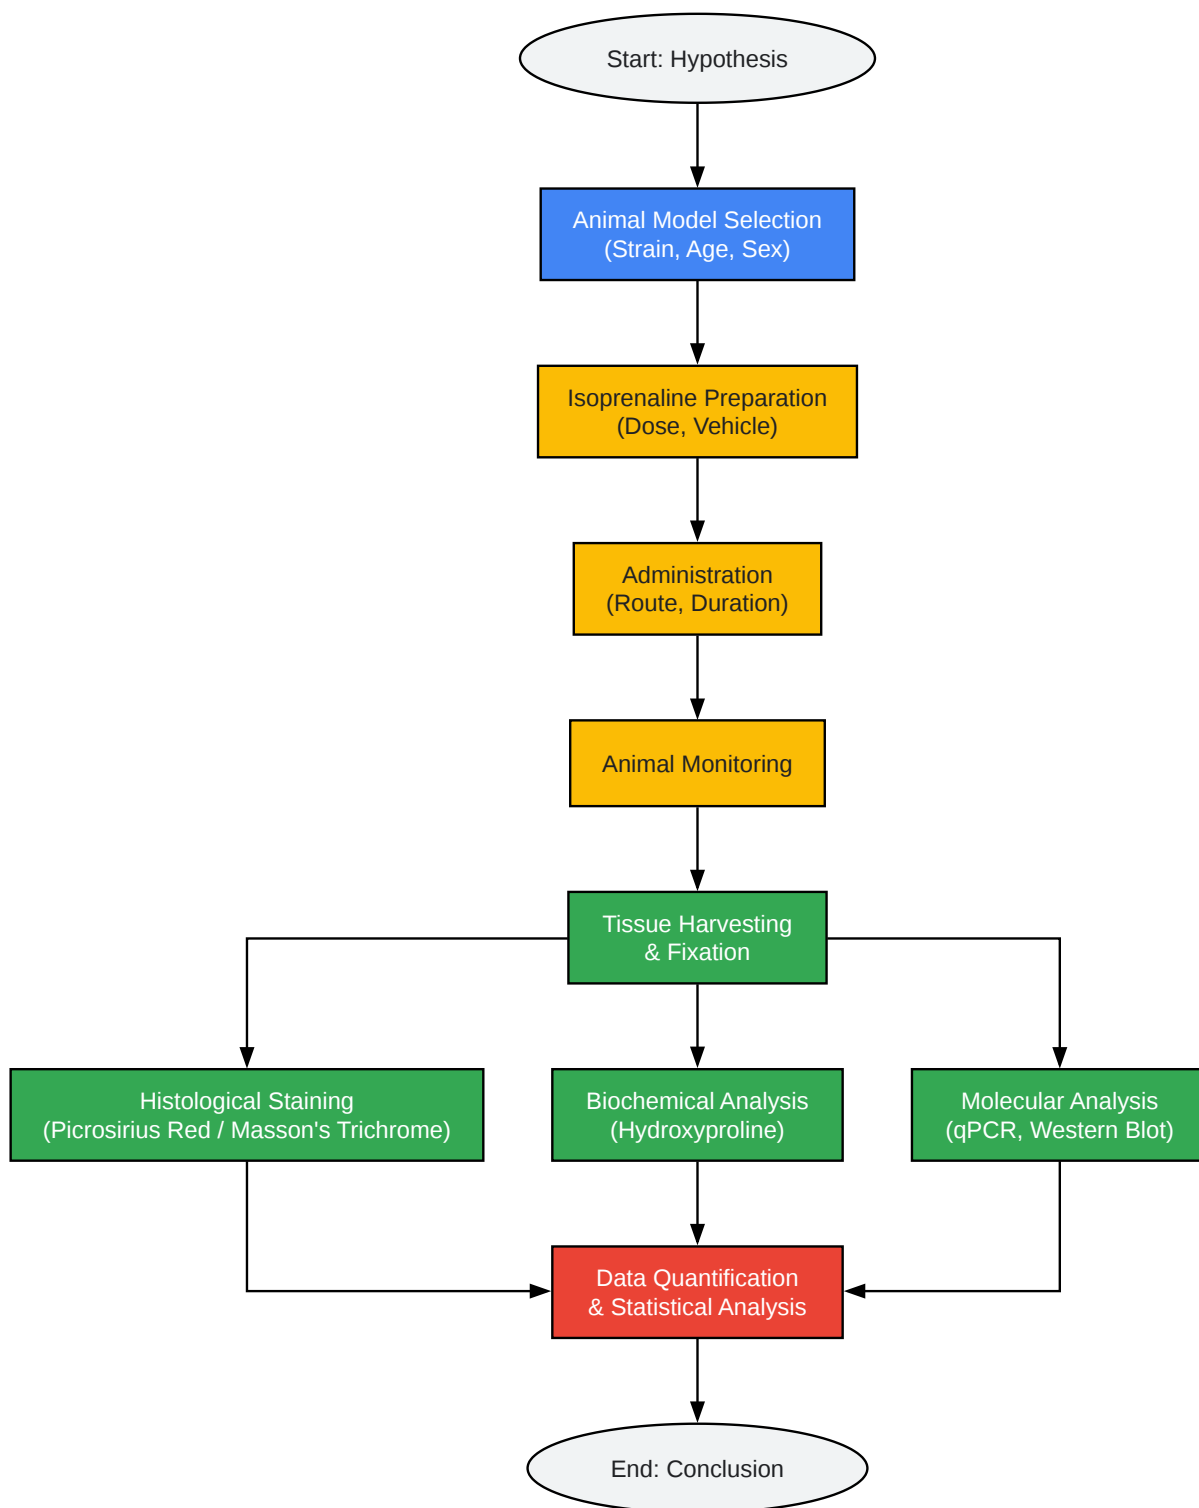 Start: Hypothesis
Animal Model Selection
(Strain, Age, Sex)
Isoprenaline Preparation
(Dose, Vehicle)
Administration
(Route, Duration)
Animal Monitoring
Tissue Harvesting
& Fixation
Histological Staining
(Picrosirius Red / Masson's Trichrome)
Biochemical Analysis
(Hydroxyproline)
Molecular Analysis
(qPCR, Western Blot)
Data Quantification
& Statistical Analysis
End: Conclusion